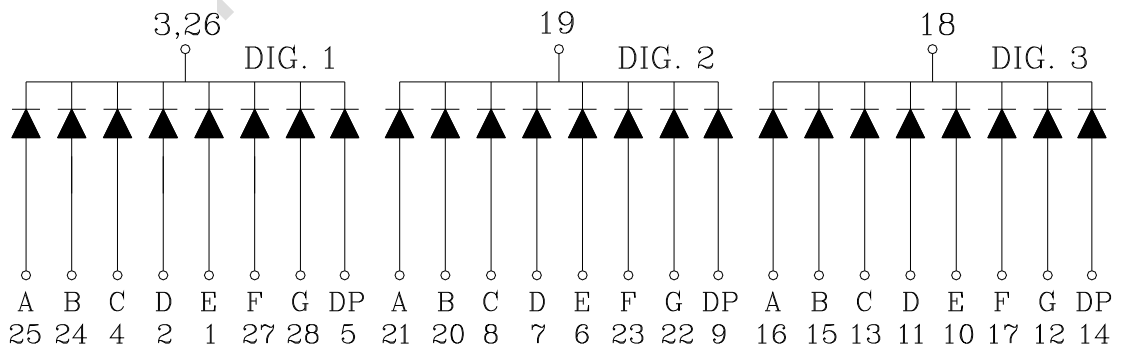 3,26 19 18
DIG. 1 DIG. 2 DIG. 3
A B C D E F G DP A B C D E F G DP A B C D E F G DP
25 24 4 2 1 27 28 5 21 20 8 7 6 23 22 9 16 15 13 11 10 17 12 14